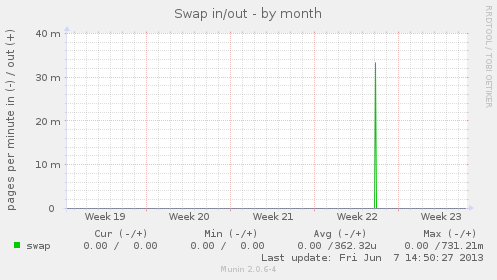 Swap in/out - by month
RRDTOOL / TOBI OETIKER
pages per minute in (-) / out (+)
40 m
30 m
20 m
10 m
0
Week 19 Week 20 Week 21 Week 22 Week 23
Cur (-/+) Min (-/+) Avg (-/+) Max (-/+)
swap 0.00 / 0.00 0.00 / 0.00 0.00 /362.32u 0.00 /731.21m
Last update: Fri Jun 7 14:50:27 2013
Munin 2.0.6-4